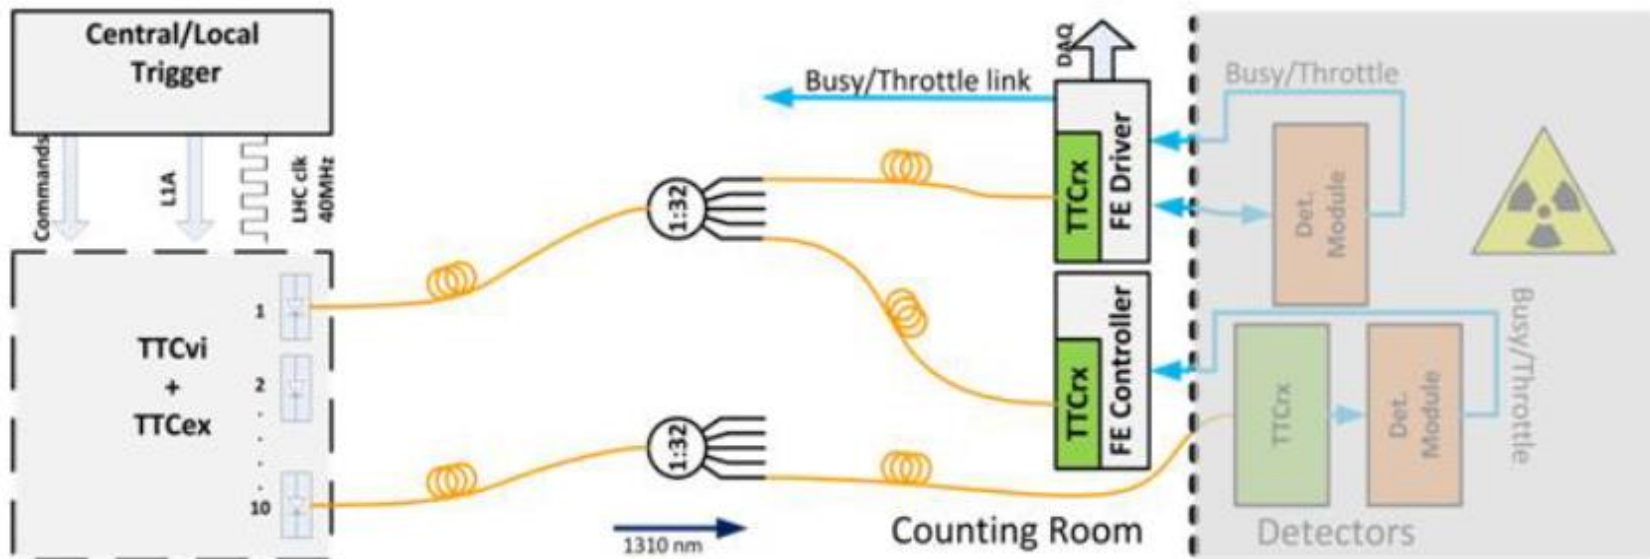 Central/Local
Trigger
Commands
L1A
LHC clk
40MHz
TTCvi
+
TTCex
1
2
.
.
.
10
1:32
1:32
1310 nm
Busy/Throttle link
DAQ
TTCrx
FE Driver
TTCrx
FE Controller
Counting Room
Busy/Throttle
Det.
Module
Busy/Throttle
TTCrx
Det.
Module
Detectors